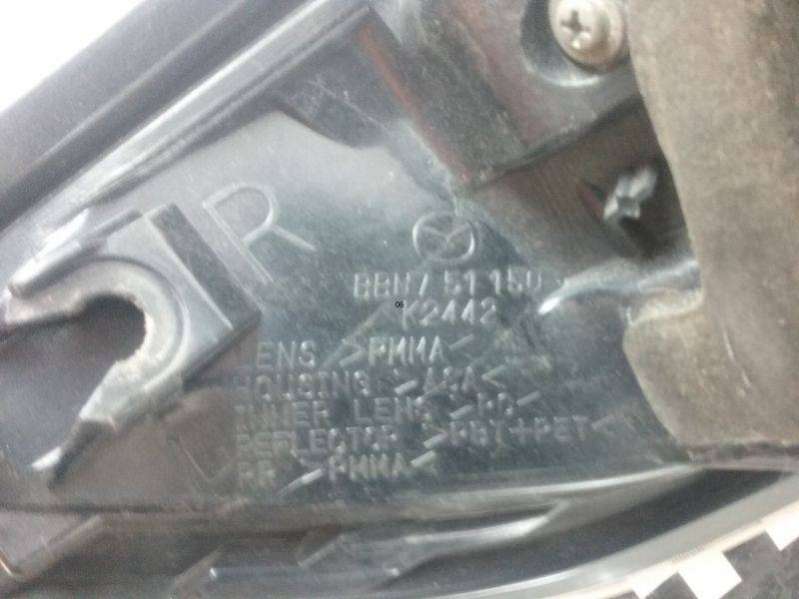 R
BBN7 51 150
K2442
LENS >PMMA<
HOUSING >ASA<
INNER LENS >PC<
REFLECTOR >PBT+PET<
RR >PMMA<